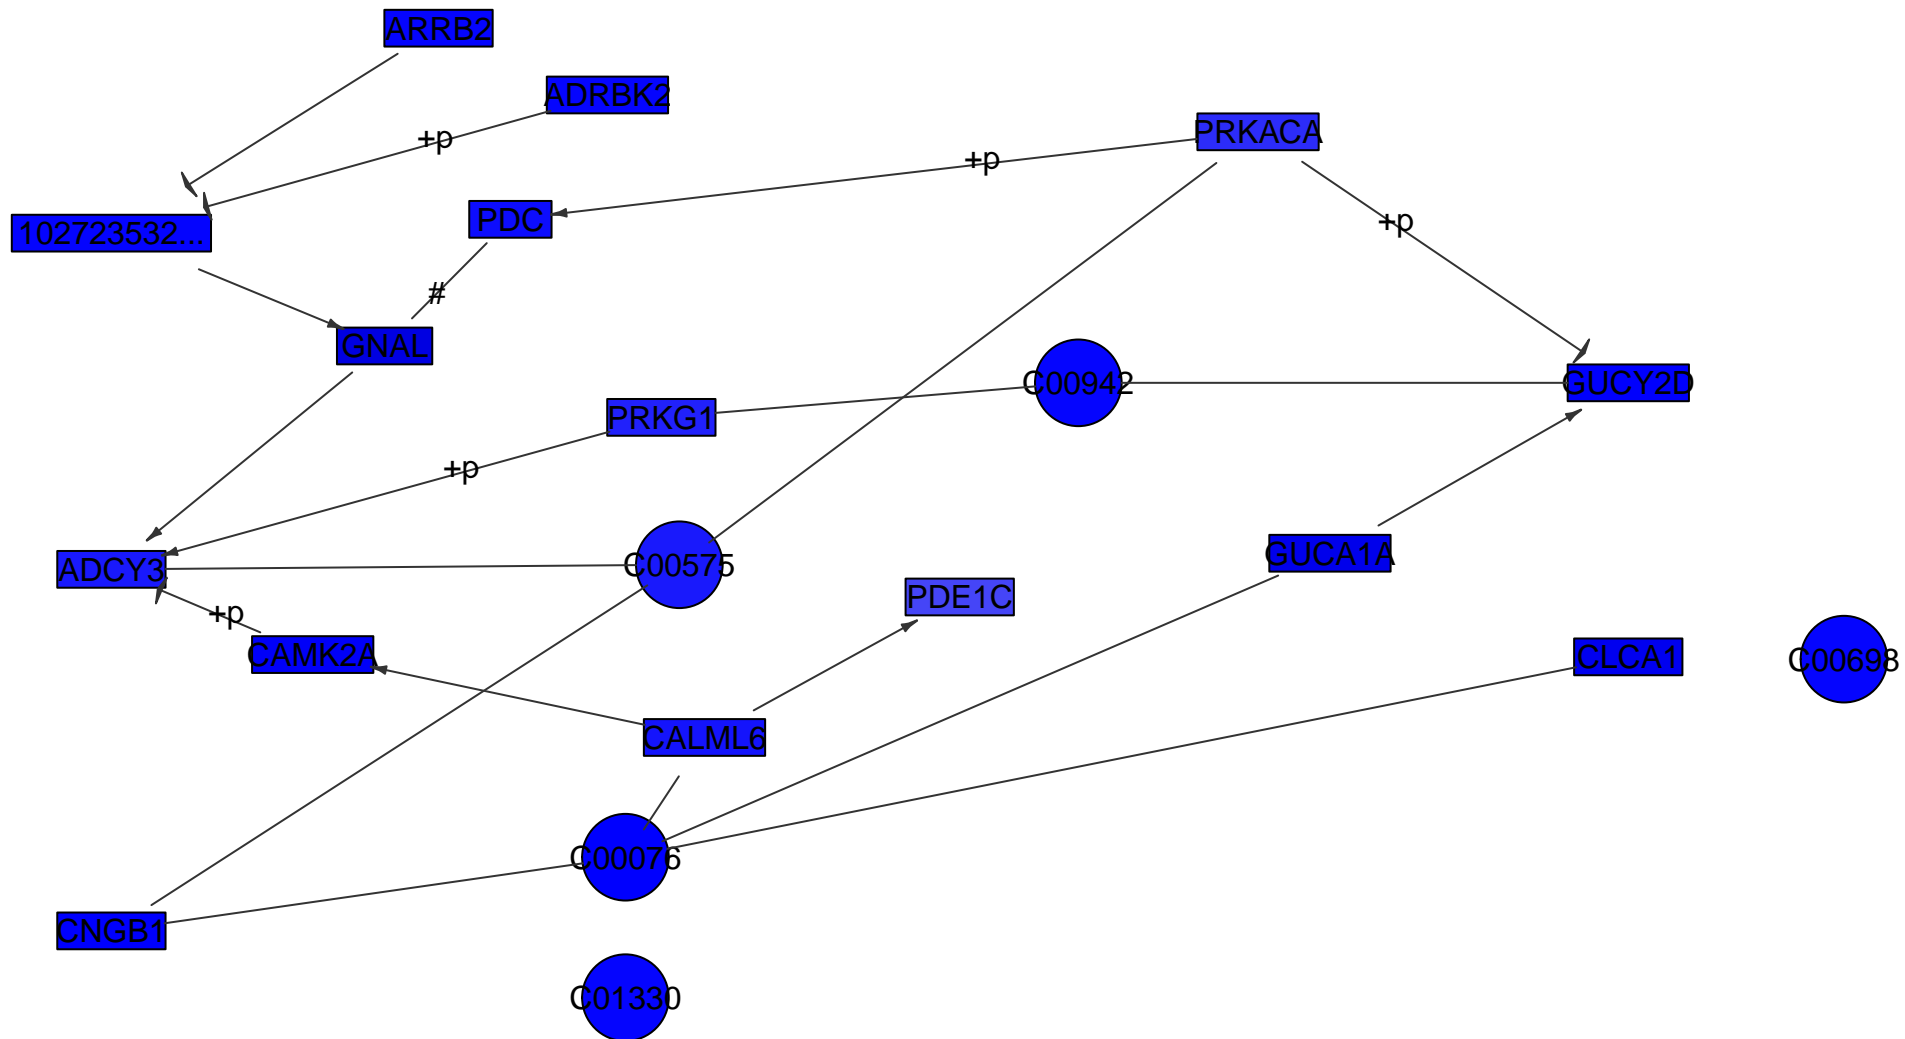 ARRB2
ADRBK2
PRKACA
+p
+p
PDC
+p
102723532...
#
GNAL
C00942
GUCY2D
PRKG1
+p
GUCA1A
ADCY3
C00575
PDE1C
+p
CAMK2A
CLCA1
C00698
CALML6
C00076
CNGB1
C01330